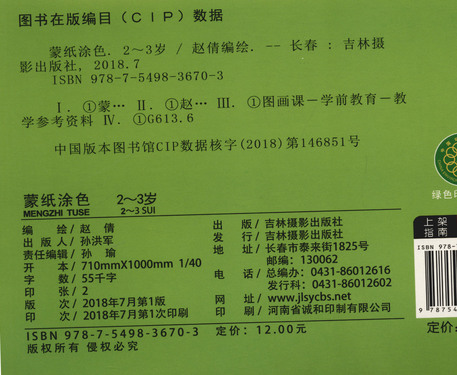 图书在版编目（CIP）数据
蒙纸涂色．2～3岁 / 赵倩编绘．-- 长春：吉林摄
影出版社，2018.7
ISBN 978-7-5498-3670-3
Ⅰ．①蒙… Ⅱ．①赵… Ⅲ．①图画课－学前教育－教
学参考资料 Ⅳ．①G613.6
中国版本图书馆CIP数据核字(2018)第146851号
蒙纸涂色 2～3岁
MENGZHI TUSE 2～3 SUI
编 绘 / 赵 倩
出 版 人 / 孙洪军
责任编辑 / 孙 瑜
开 本 / 710mmX1000mm 1/40
字 数 / 55千字
印 张 / 2
版 次 / 2018年7月第1版
印 次 / 2018年7月第1次印刷
出 版 / 吉林摄影出版社
发 行 / 吉林摄影出版社
地 址 / 长春市泰来街1825号
邮编：130062
电 话 / 总编办：0431-86012616
发行科：0431-86012602
网 址 / www.jlsycbs.net
印 刷 / 河南省诚和印制有限公司
ISBN 978-7-5498-3670-3 定价：12.00元
版权所有 侵权必究
绿色印
上架
指南
ISBN 978-
9 78754
定价：